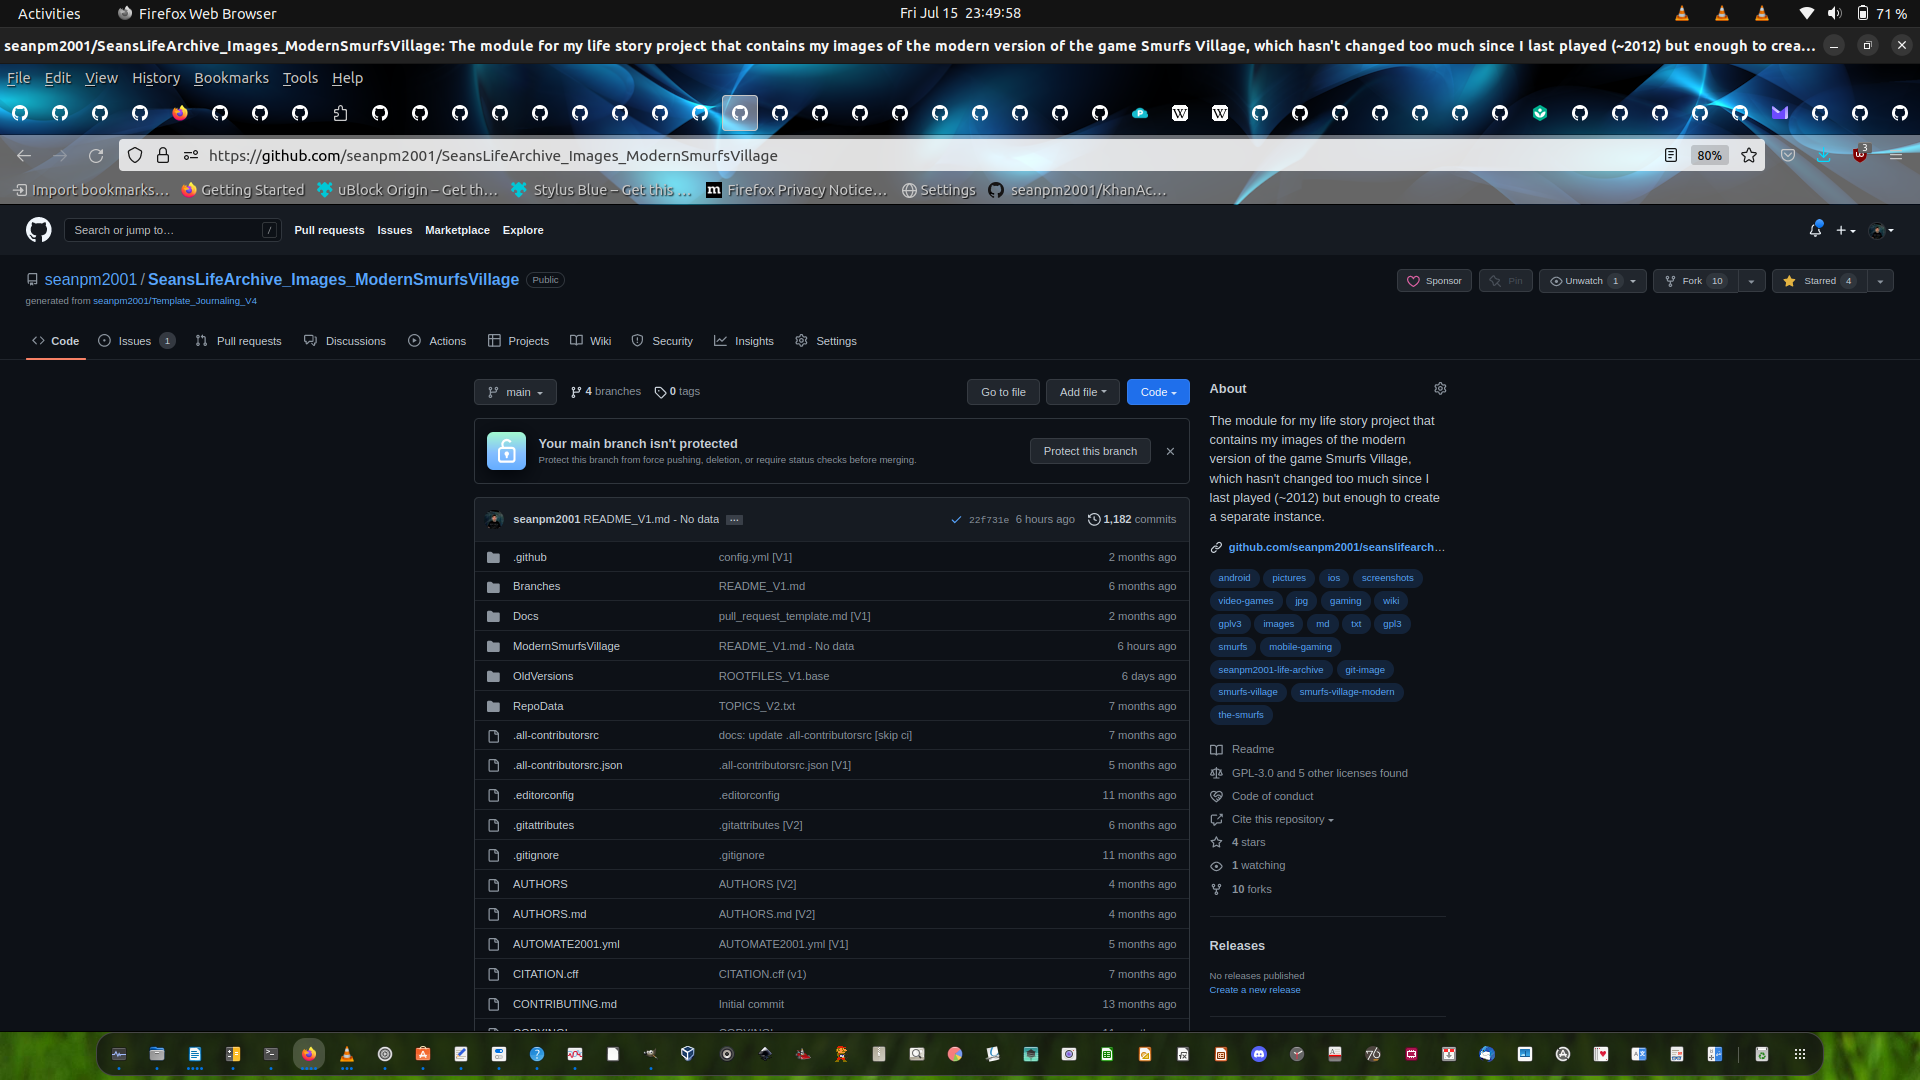 Activities
Firefox Web Browser
Fri Jul 15 23:49:58
71 %
seanpm2001/SeansLifeArchive_Images_ModernSmurfsVillage: The module for my life story project that contains my images of the modern version of the game Smurfs Village, which hasn't changed too much since I last played (~2012) but enough to crea…
File Edit View History Bookmarks Tools Help
https://github.com/seanpm2001/SeansLifeArchive_Images_ModernSmurfsVillage
80%
3
Import bookmarks…
Getting Started
uBlock Origin – Get th…
Stylus Blue – Get this …
Firefox Privacy Notice…
Settings
seanpm2001/KhanAc…
Search or jump to…
/
Pull requests
Issues
Marketplace
Explore
seanpm2001 / SeansLifeArchive_Images_ModernSmurfsVillage
Public
Sponsor
Pin
Unwatch 1
Fork 10
Starred 4
generated from seanpm2001/Template_Journaling_V4
Code
Issues 1
Pull requests
Discussions
Actions
Projects
Wiki
Security
Insights
Settings
main
4 branches
0 tags
Go to file
Add file
Code
Your main branch isn't protected
Protect this branch from force pushing, deletion, or require status checks before merging.
Protect this branch
seanpm2001 README_V1.md - No data … 22f731e 6 hours ago 1,182 commits
.github config.yml [V1] 2 months ago
Branches README_V1.md 6 months ago
Docs pull_request_template.md [V1] 2 months ago
ModernSmurfsVillage README_V1.md - No data 6 hours ago
OldVersions ROOTFILES_V1.base 6 days ago
RepoData TOPICS_V2.txt 7 months ago
.all-contributorsrc docs: update .all-contributorsrc [skip ci] 7 months ago
.all-contributorsrc.json .all-contributorsrc.json [V1] 5 months ago
.editorconfig .editorconfig 11 months ago
.gitattributes .gitattributes [V2] 6 months ago
.gitignore .gitignore 11 months ago
AUTHORS AUTHORS [V2] 4 months ago
AUTHORS.md AUTHORS.md [V2] 4 months ago
AUTOMATE2001.yml AUTOMATE2001.yml [V1] 5 months ago
CITATION.cff CITATION.cff (v1) 7 months ago
CONTRIBUTING.md Initial commit 13 months ago
About
The module for my life story project that
contains my images of the modern
version of the game Smurfs Village,
which hasn't changed too much since I
last played (~2012) but enough to create
a separate instance.
github.com/seanpm2001/seanslifearch…
android pictures ios screenshots
video-games jpg gaming wiki
gplv3 images md txt gpl3
smurfs mobile-gaming
seanpm2001-life-archive git-image
smurfs-village smurfs-village-modern
the-smurfs
Readme
GPL-3.0 and 5 other licenses found
Code of conduct
Cite this repository
4 stars
1 watching
10 forks
Releases
No releases published
Create a new release